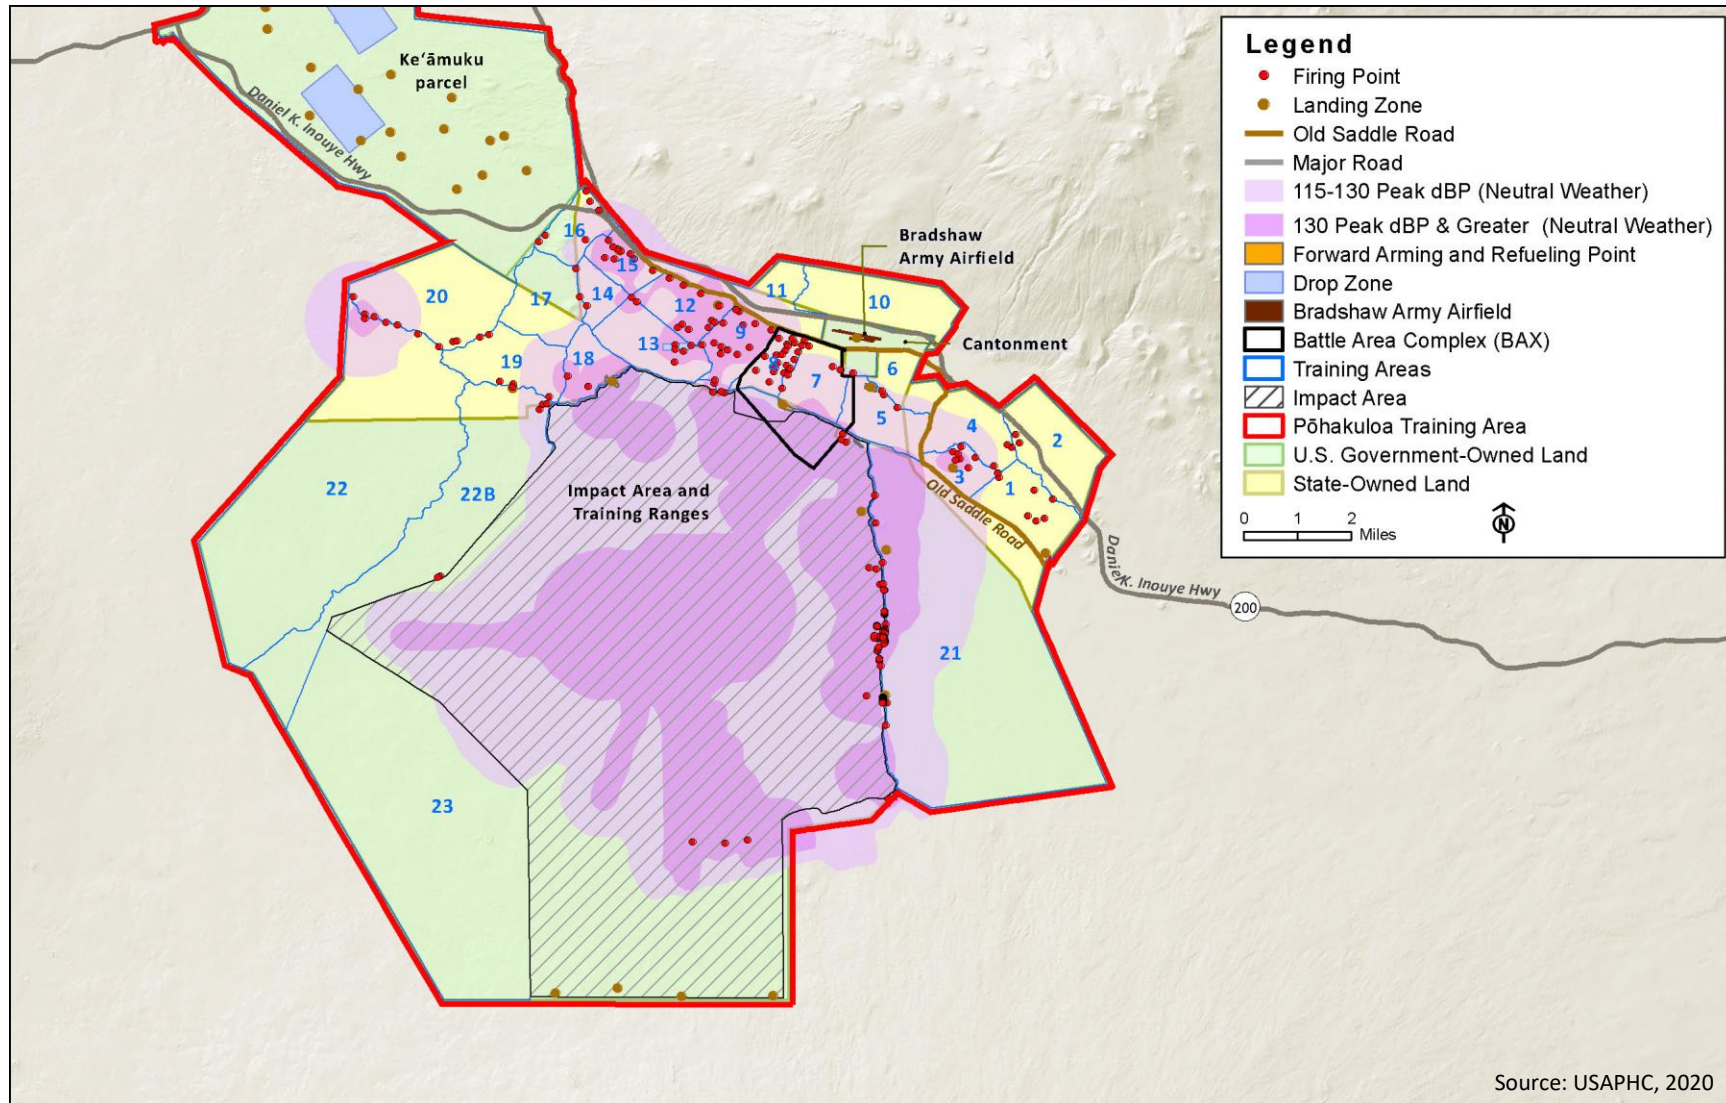 Legend
Firing Point
Landing Zone
Old Saddle Road
Major Road
115-130 Peak dBP (Neutral Weather)
130 Peak dBP & Greater (Neutral Weather)
Forward Arming and Refueling Point
Drop Zone
Bradshaw Army Airfield
Battle Area Complex (BAX)
Training Areas
Impact Area
Pōhakuloa Training Area
U.S. Government-Owned Land
State-Owned Land
0 1 2
Miles
N
Keʻāmuku
parcel
Daniel K. Inouye Hwy
16
15
Bradshaw
Army Airfield
20
17
14
12
11
10
9
13
Cantonment
19
18
8
7
6
5
4
2
3
1
22
22B
Impact Area and
Training Ranges
Old Saddle Road
Daniel K. Inouye Hwy
200
21
23
Source: USAPHC, 2020